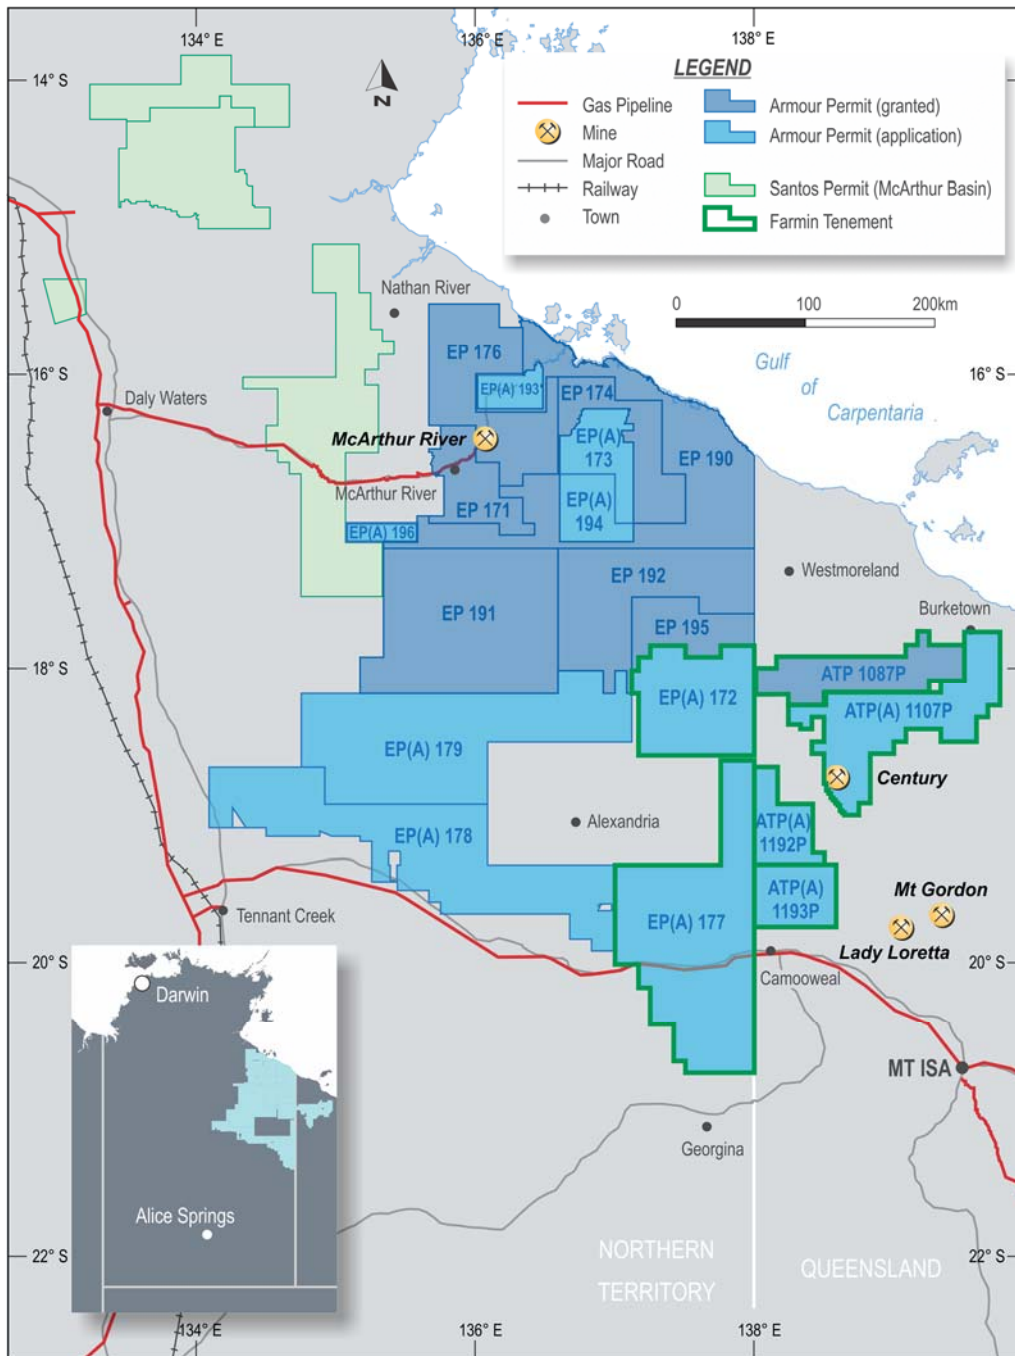 134° E
136° E
138° E
14° S
N
LEGEND
Gas Pipeline
Mine
Major Road
Railway
Town
Armour Permit (granted)
Armour Permit (application)
Santos Permit (McArthur Basin)
Farmin Tenement
0
100
200km
Nathan River
EP 176
Gulf
of
Carpentaria
16° S
16° S
EP(A) 193
EP 174
Daly Waters
McArthur River
EP(A)
173
EP 190
McArthur River
EP(A)
194
EP 171
EP(A) 196
EP 192
Westmoreland
EP 191
Burketown
EP 195
18° S
18° S
EP(A) 172
ATP 1087P
ATP(A) 1107P
EP(A) 179
Century
Alexandria
ATP(A)
1192P
EP(A) 178
ATP(A)
1193P
Mt Gordon
Tennant Creek
EP(A) 177
Lady Loretta
20° S
20° S
Camooweal
Darwin
MT ISA
Georgina
Alice Springs
22° S
NORTHERN
TERRITORY
QUEENSLAND
22° S
134° E
136° E
138° E